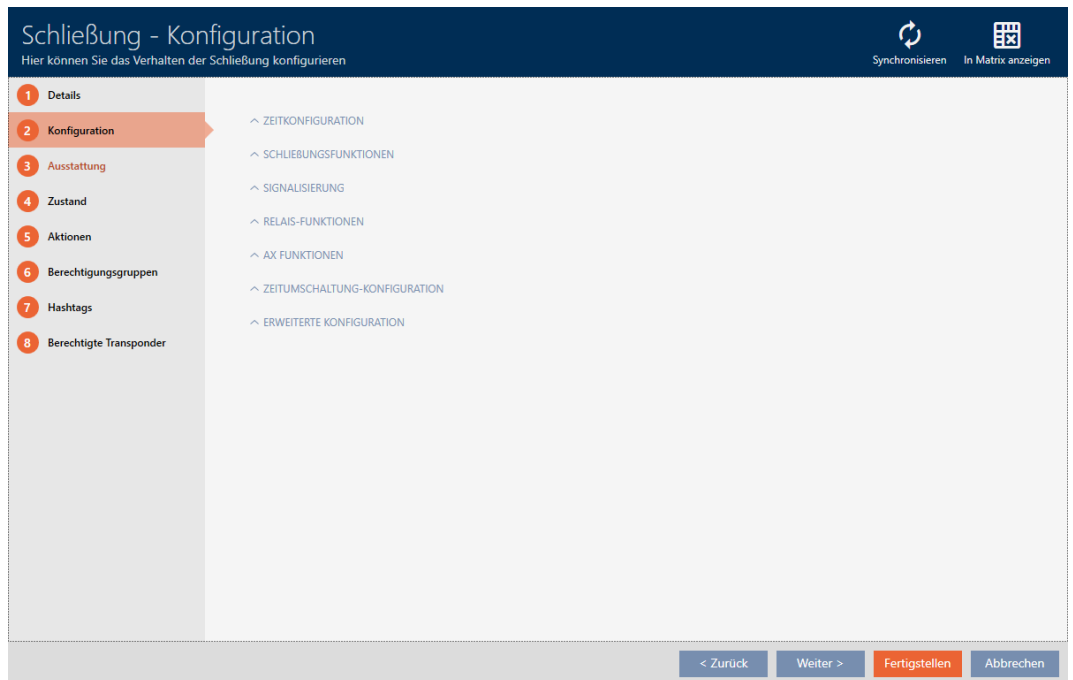 Schließung - Konfiguration
Hier können Sie das Verhalten der Schließung konfigurieren
Synchronisieren
In Matrix anzeigen
1 Details
2 Konfiguration
3 Ausstattung
4 Zustand
5 Aktionen
6 Berechtigungsgruppen
7 Hashtags
8 Berechtigte Transponder
ZEITKONFIGURATION
SCHLIEßUNGSFUNKTIONEN
SIGNALISIERUNG
RELAIS-FUNKTIONEN
AX FUNKTIONEN
ZEITUMSCHALTUNG-KONFIGURATION
ERWEITERTE KONFIGURATION
< Zurück
Weiter >
Fertigstellen
Abbrechen